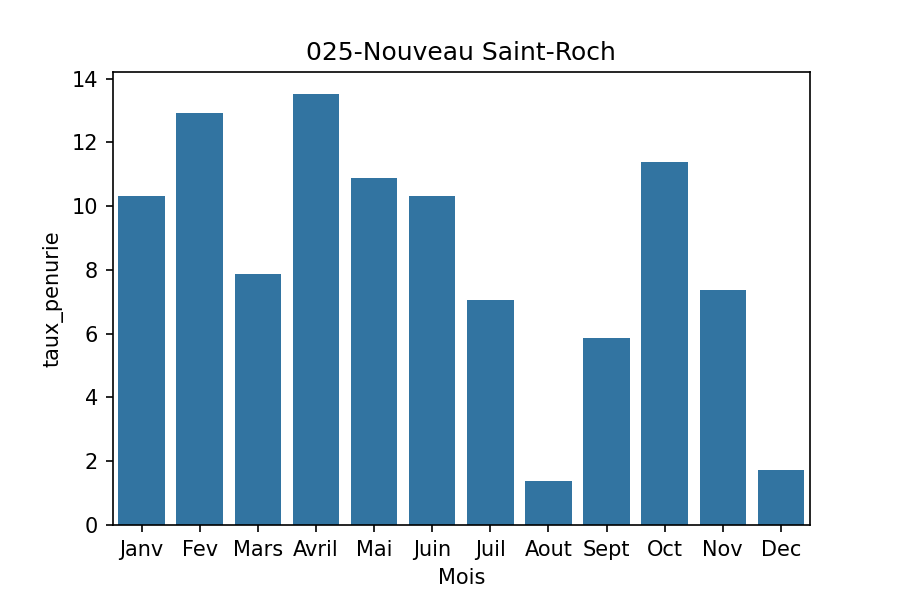 025-Nouveau Saint-Roch
14
12
10
8
6
4
2
0
taux_penurie
Janv Fev Mars Avril Mai Juin Juil Aout Sept Oct Nov Dec
Mois